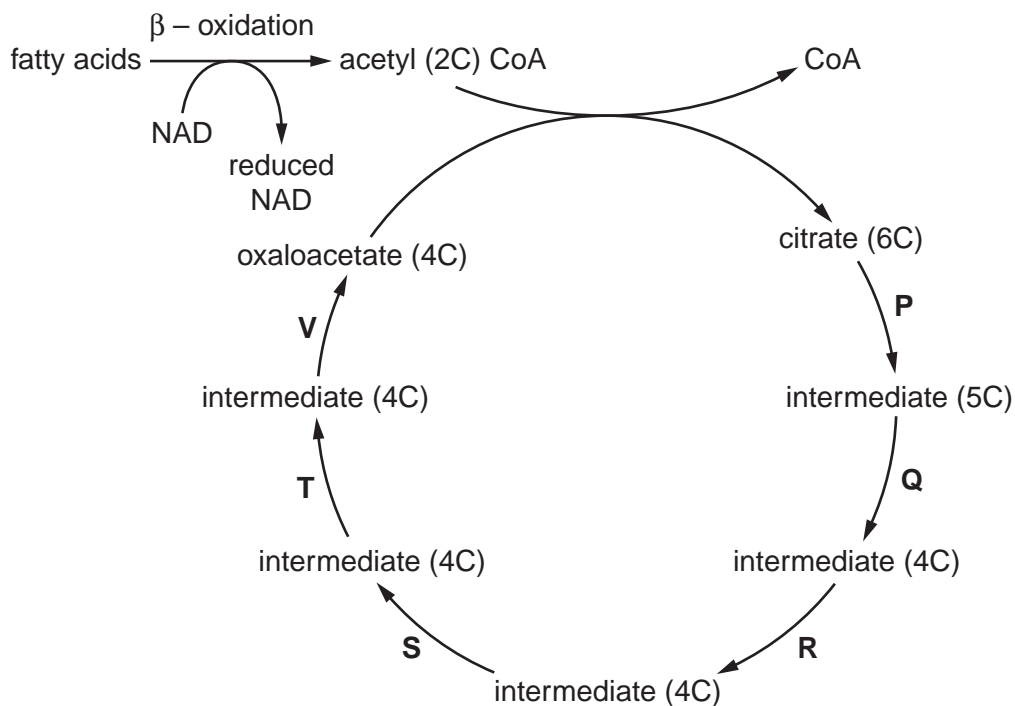 β – oxidation
fatty acids
acetyl (2C) CoA
CoA
NAD
reduced
NAD
oxaloacetate (4C)
citrate (6C)
V
P
intermediate (4C)
intermediate (5C)
T
Q
intermediate (4C)
intermediate (4C)
S
R
intermediate (4C)